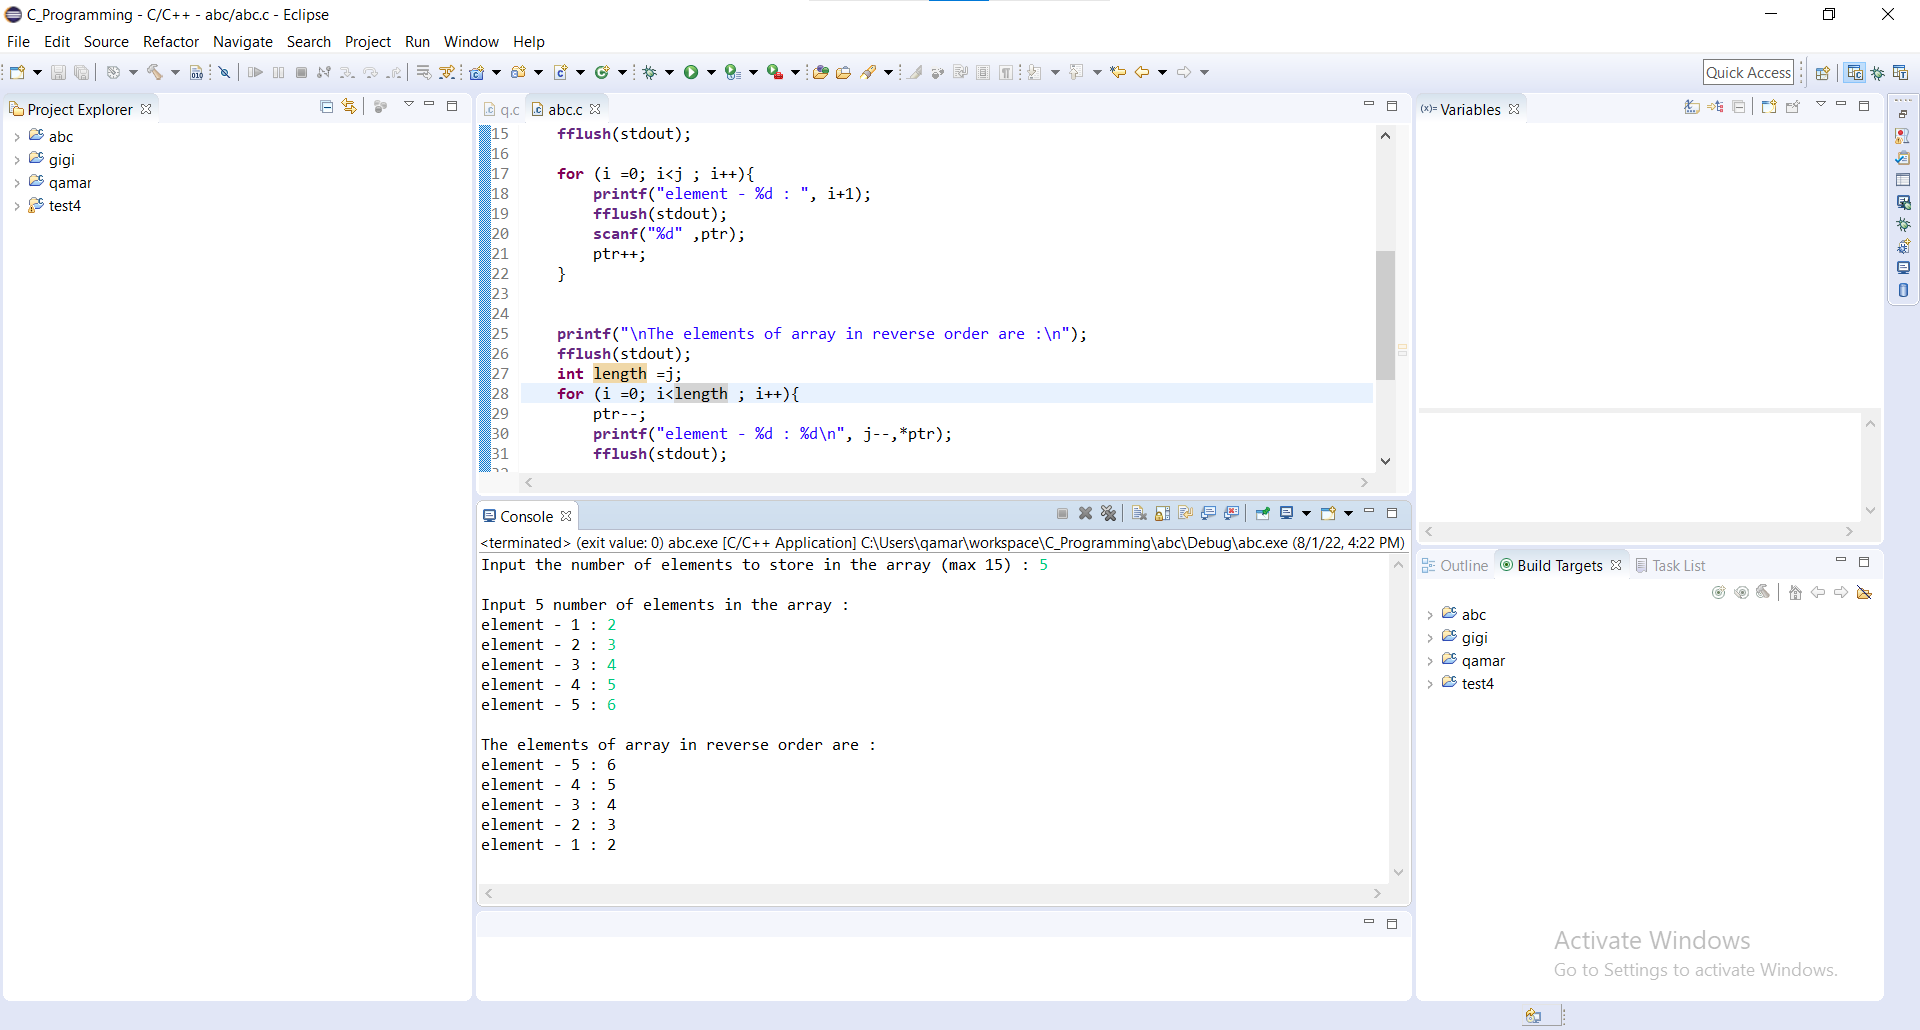 C_Programming - C/C++ - abc/abc.c - Eclipse
File Edit Source Refactor Navigate Search Project Run Window Help
Quick Access
Project Explorer
abc
gigi
qamar
test4
q.c abc.c
15 fflush(stdout);
16
17 for (i =0; i<j ; i++){
18 printf("element - %d : ", i+1);
19 fflush(stdout);
20 scanf("%d" ,ptr);
21 ptr++;
22 }
23
24
25 printf("\nThe elements of array in reverse order are :\n");
26 fflush(stdout);
27 int length =j;
28 for (i =0; i<length ; i++){
29 ptr--;
30 printf("element - %d : %d\n", j--,*ptr);
31 fflush(stdout);
Console
<terminated> (exit value: 0) abc.exe [C/C++ Application] C:\Users\qamar\workspace\C_Programming\abc\Debug\abc.exe (8/1/22, 4:22 PM)
Input the number of elements to store in the array (max 15) : 5
Input 5 number of elements in the array :
element - 1 : 2
element - 2 : 3
element - 3 : 4
element - 4 : 5
element - 5 : 6
The elements of array in reverse order are :
element - 5 : 6
element - 4 : 5
element - 3 : 4
element - 2 : 3
element - 1 : 2
(x)= Variables
Outline Build Targets Task List
abc
gigi
qamar
test4
Activate Windows
Go to Settings to activate Windows.